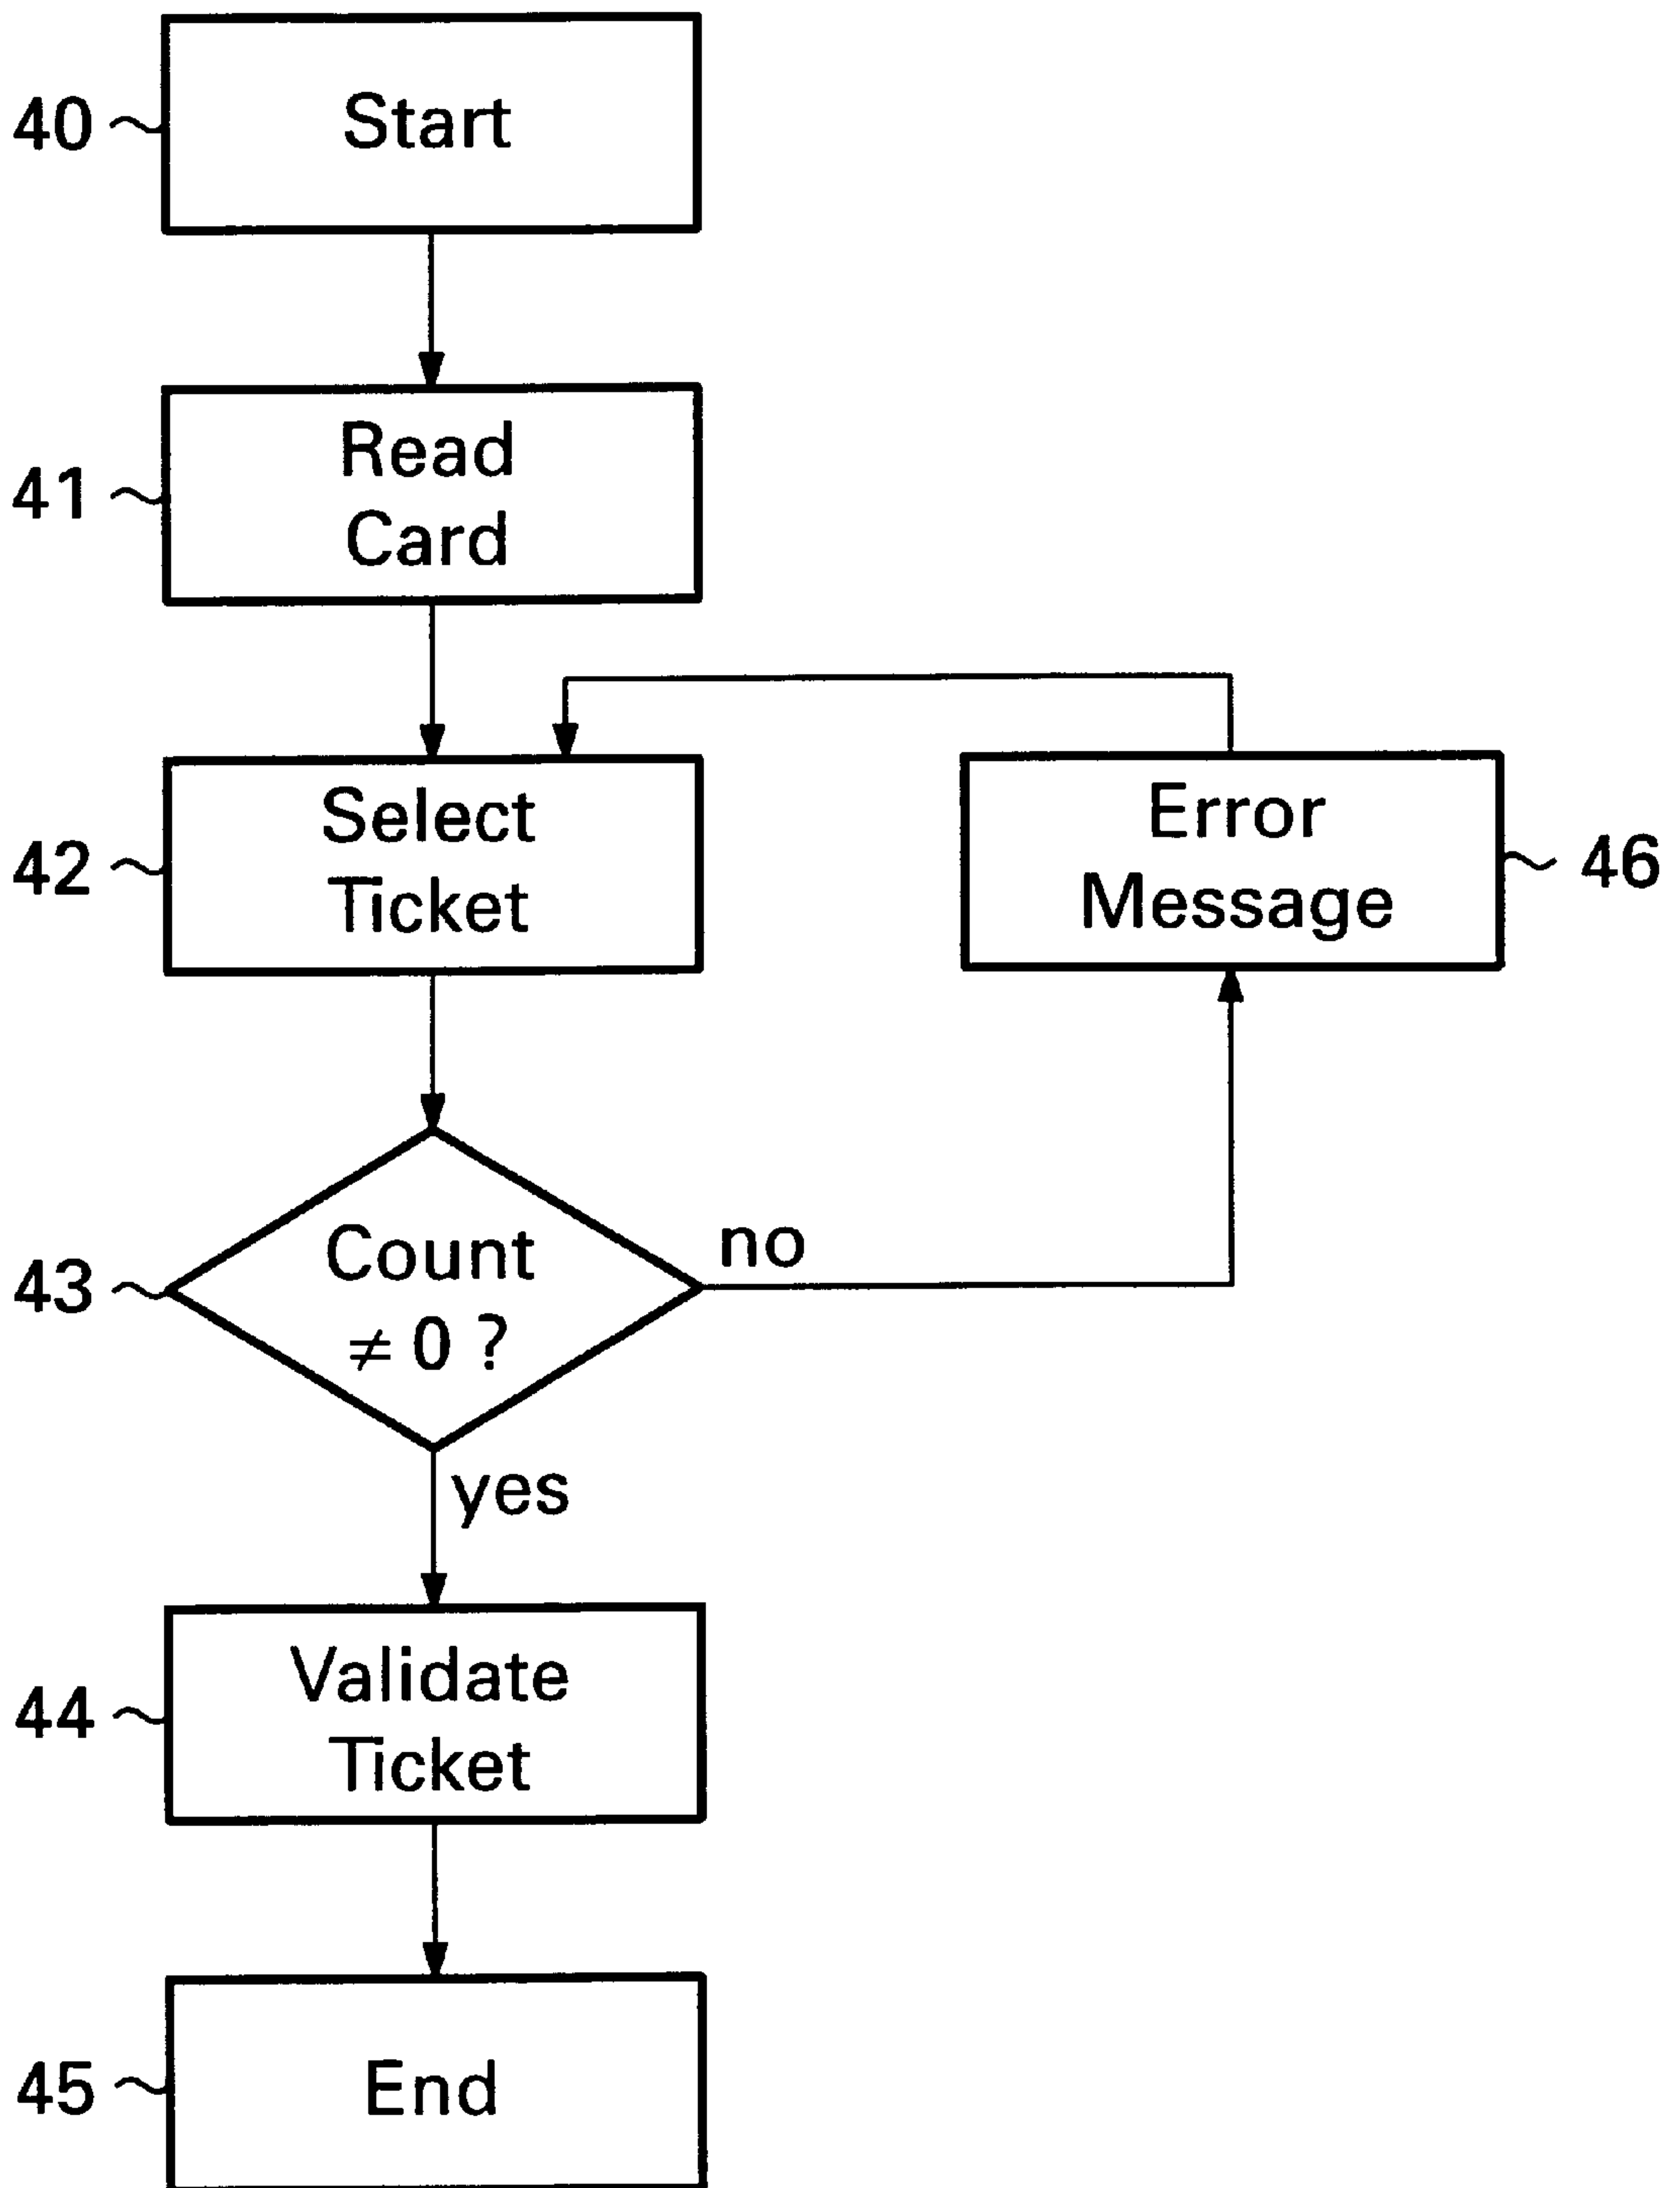 40
Start
41
Read
Card
42
Select
Ticket
Error
Message
46
43
Count
≠ 0 ?
no
yes
44
Validate
Ticket
45
End